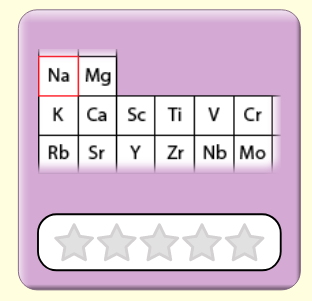 Na Mg
K Ca Sc Ti V Cr
Rb Sr Y Zr Nb Mo